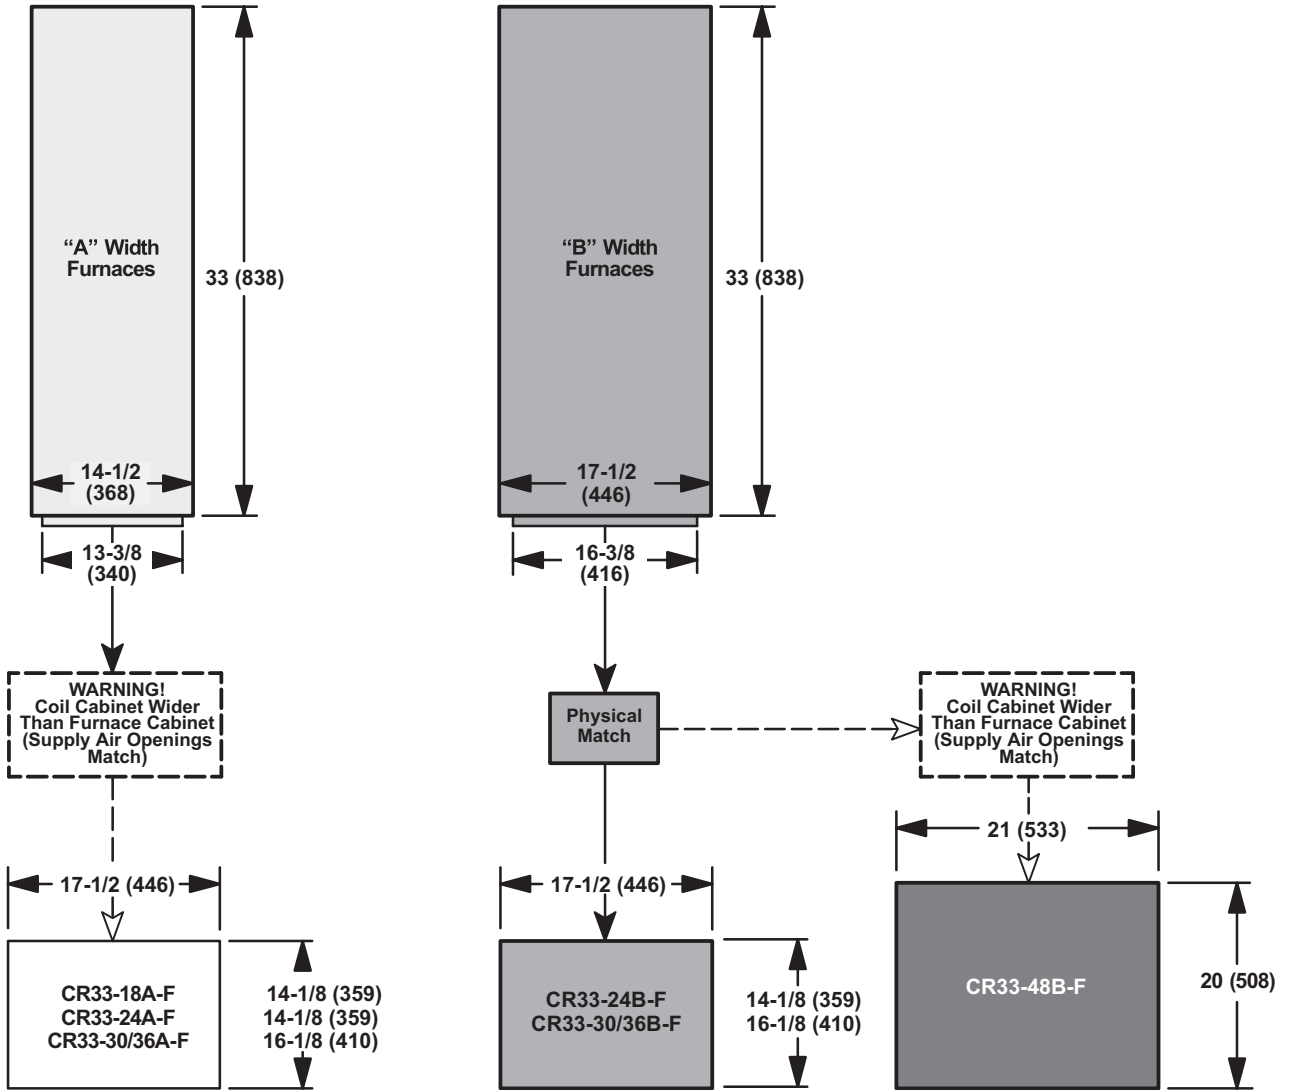 “A” Width
Furnaces
33 (838)
14-1/2
(368)
13-3/8
(340)
WARNING!
Coil Cabinet Wider
Than Furnace Cabinet
(Supply Air Openings
Match)
17-1/2 (446)
CR33-18A-F
CR33-24A-F
CR33-30/36A-F
14-1/8 (359)
14-1/8 (359)
16-1/8 (410)
“B” Width
Furnaces
33 (838)
17-1/2
(446)
16-3/8
(416)
Physical
Match
17-1/2 (446)
CR33-24B-F
CR33-30/36B-F
14-1/8 (359)
16-1/8 (410)
WARNING!
Coil Cabinet Wider
Than Furnace Cabinet
(Supply Air Openings
Match)
21 (533)
CR33-48B-F
20 (508)